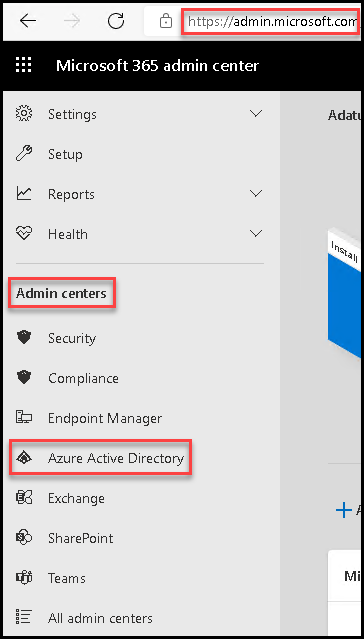 https://admin.microsoft.com
Microsoft 365 admin center
Settings
Setup
Reports
Health
Admin centers
Security
Compliance
Endpoint Manager
Azure Active Directory
Exchange
SharePoint
Teams
All admin centers
Adatu
Install
A
Mi